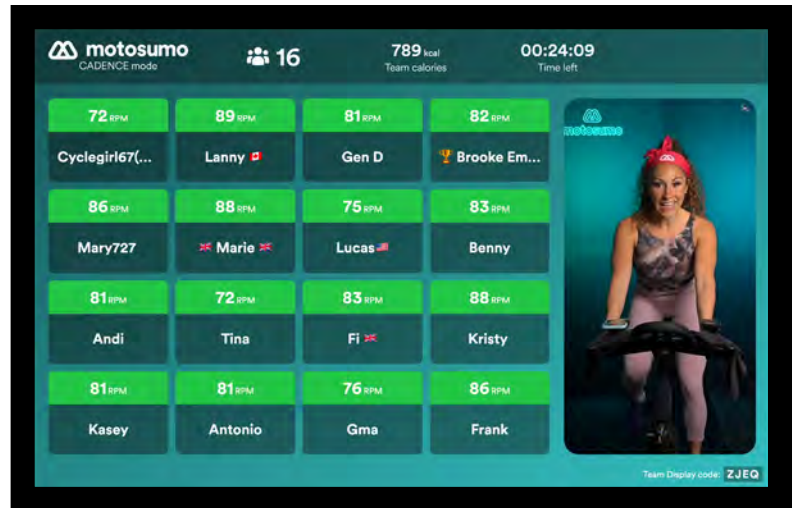 motosumo
CADENCE mode
16
789 kcal
Team calories
00:24:09
Time left
72 RPM
89 RPM
81 RPM
82 RPM
Cyclegirl67(...
Lanny 🇨🇦
Gen D
🏆 Brooke Em...
86 RPM
88 RPM
75 RPM
83 RPM
Mary727
🇬🇧 Marie 🇬🇧
Lucas🇺🇸
Benny
81 RPM
72 RPM
83 RPM
88 RPM
Andi
Tina
Fi 🇬🇧
Kristy
81 RPM
81 RPM
76 RPM
86 RPM
Kasey
Antonio
Gma
Frank
motosumo
Team Display code: ZJEQ